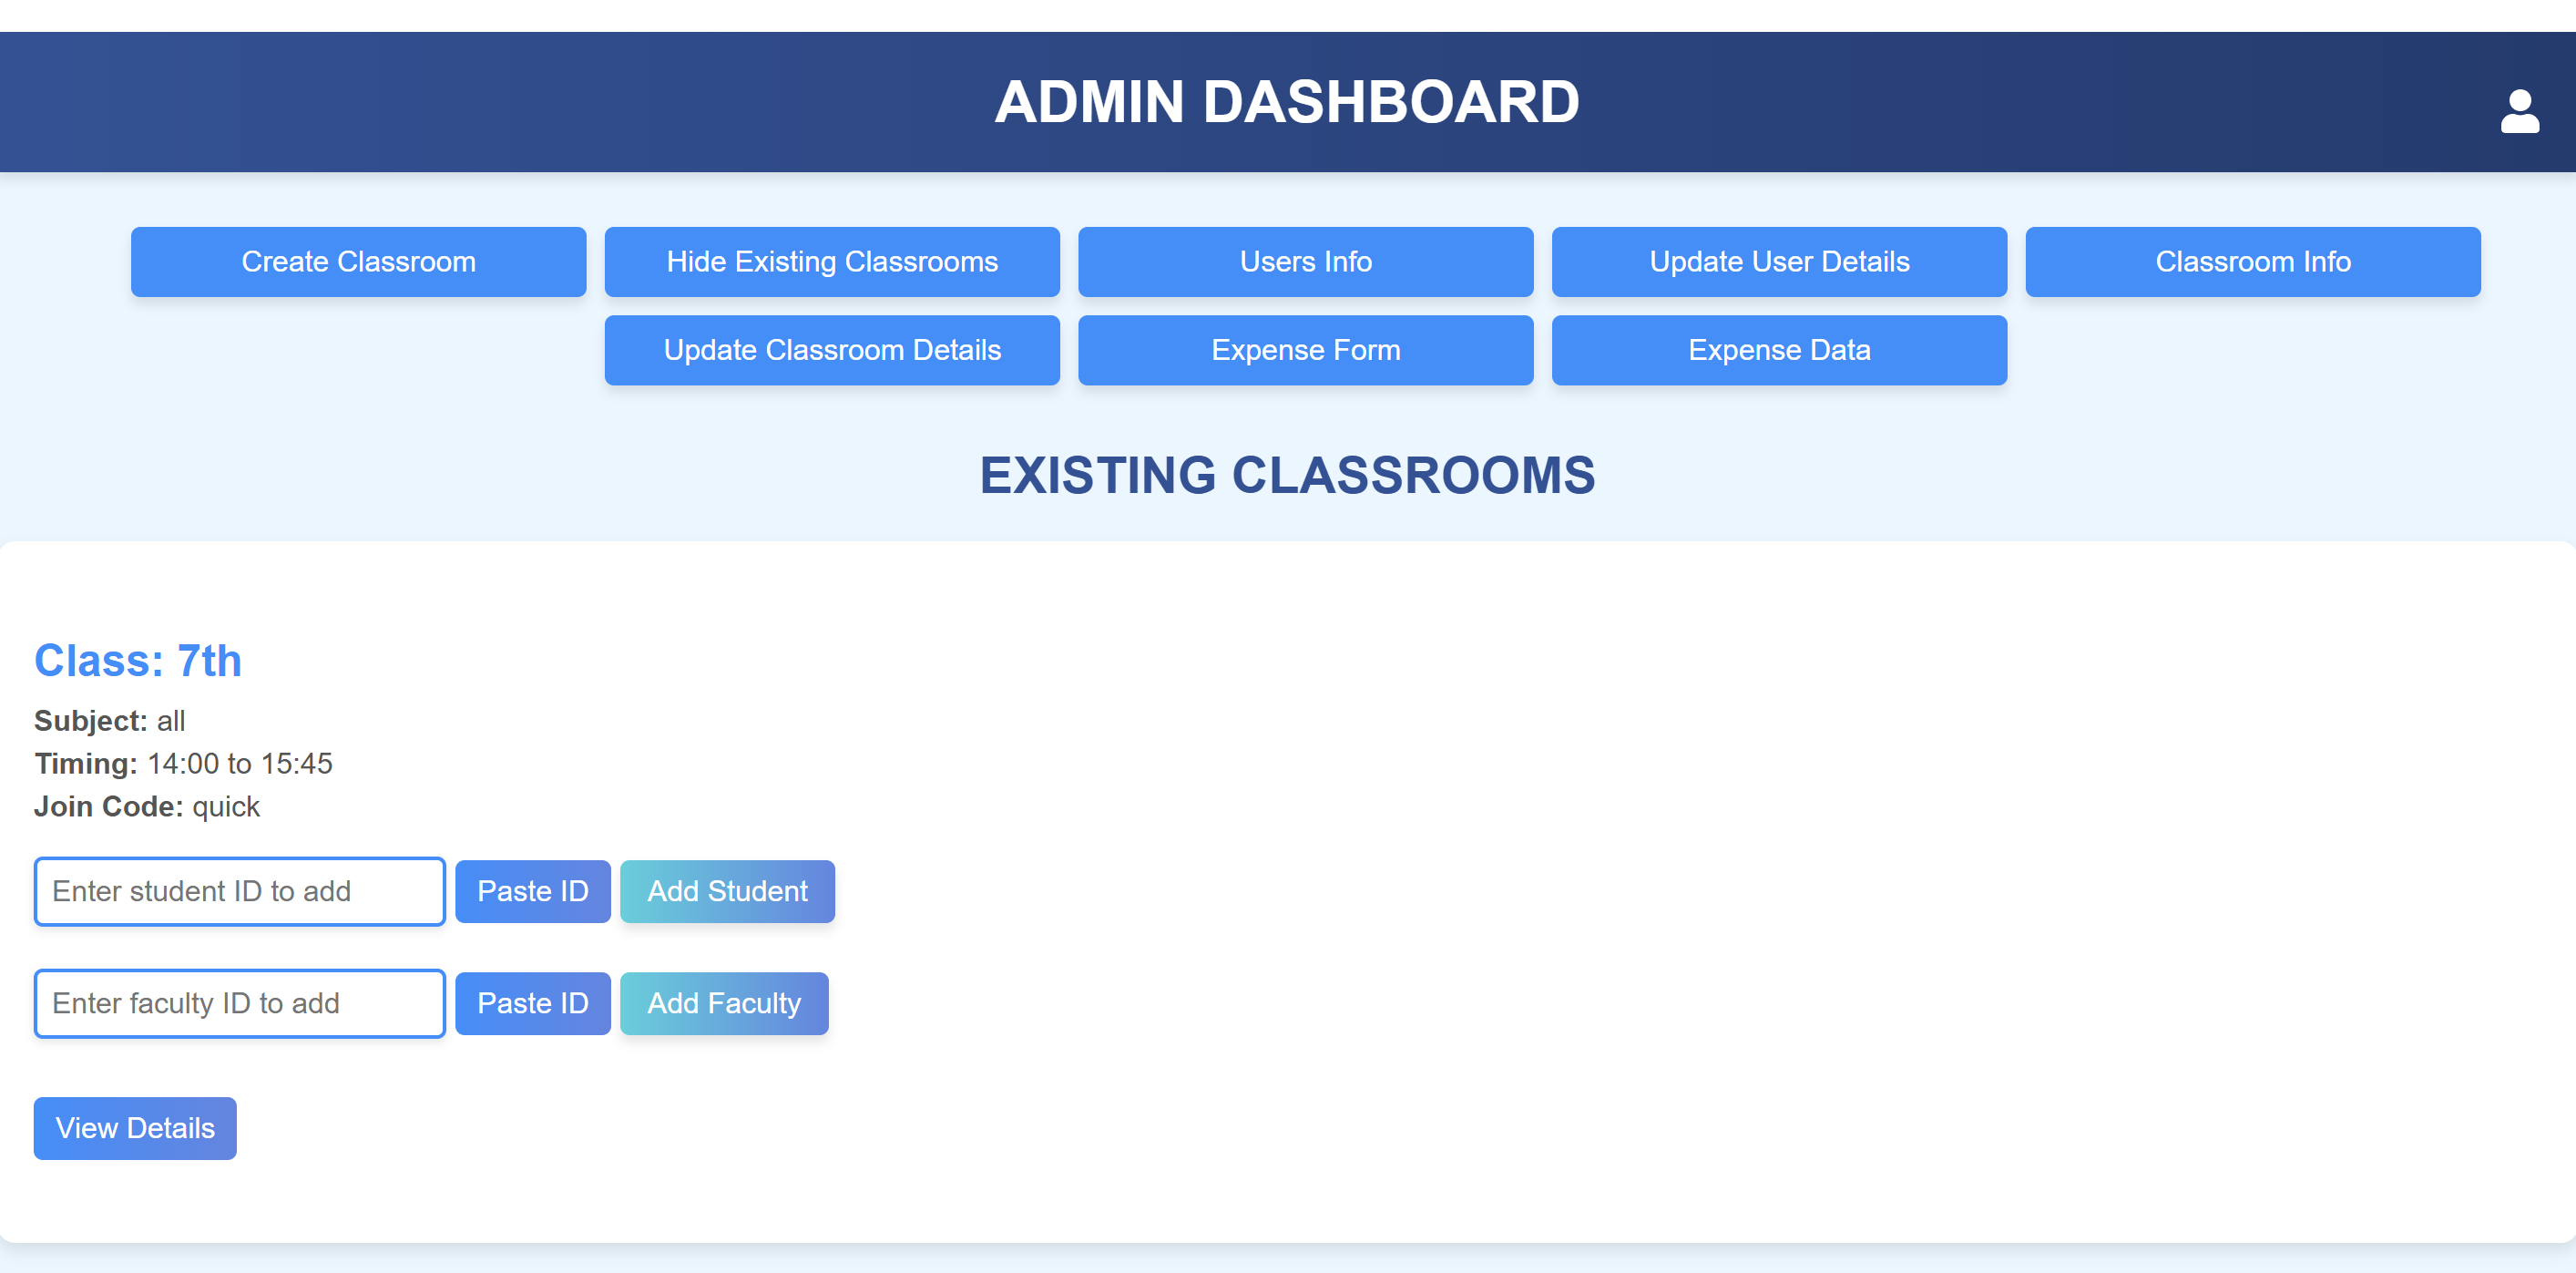 ADMIN DASHBOARD
Create Classroom
Hide Existing Classrooms
Users Info
Update User Details
Classroom Info
Update Classroom Details
Expense Form
Expense Data
EXISTING CLASSROOMS
Class: 7th
Subject: all
Timing: 14:00 to 15:45
Join Code: quick
Enter student ID to add
Paste ID
Add Student
Enter faculty ID to add
Paste ID
Add Faculty
View Details